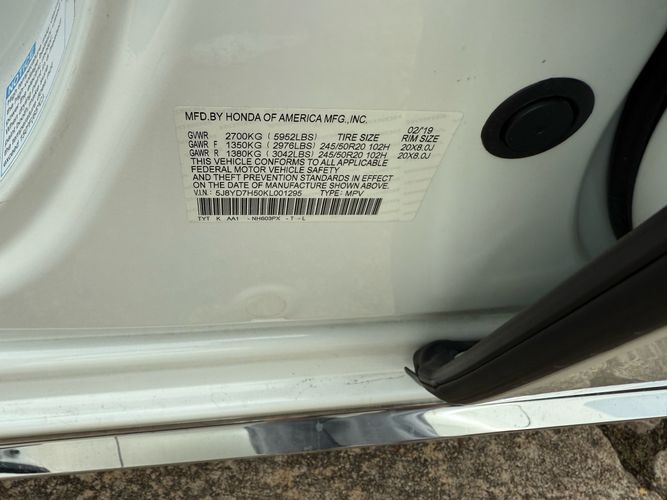 NOTICE
MFD.BY HONDA OF AMERICA MFG.,INC.
02/'19
GVWR 2700KG ( 5952LBS) TIRE SIZE RIM SIZE
GAWR F 1350KG (2976LBS) 245/50R20 102H 20X8.0J
GAWR R 1380KG (3042LBS) 245/50R20 102H 20X8.0J
THIS VEHICLE CONFORMS TO ALL APPLICABLE
FEDERAL MOTOR VEHICLE SAFETY
AND THEFT PREVENTION STANDARDS IN EFFECT
ON THE DATE OF MANUFACTURE SHOWN ABOVE.
V.I.N.: 5J8YD7H50KL001295 TYPE: MPV
TYT K AA1 - NH603PX - T - L